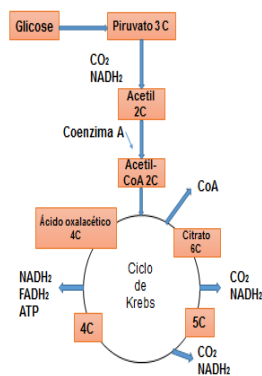 Glicose
Piruvato 3 C
CO₂
NADH₂
Acetil
2C
Coenzima A
Acetil-
CoA 2C
CoA
Ácido oxalacético
4C
Citrato
6C
Ciclo
de
Krebs
NADH₂
FADH₂
ATP
CO₂
NADH₂
4C
5C
CO₂
NADH₂